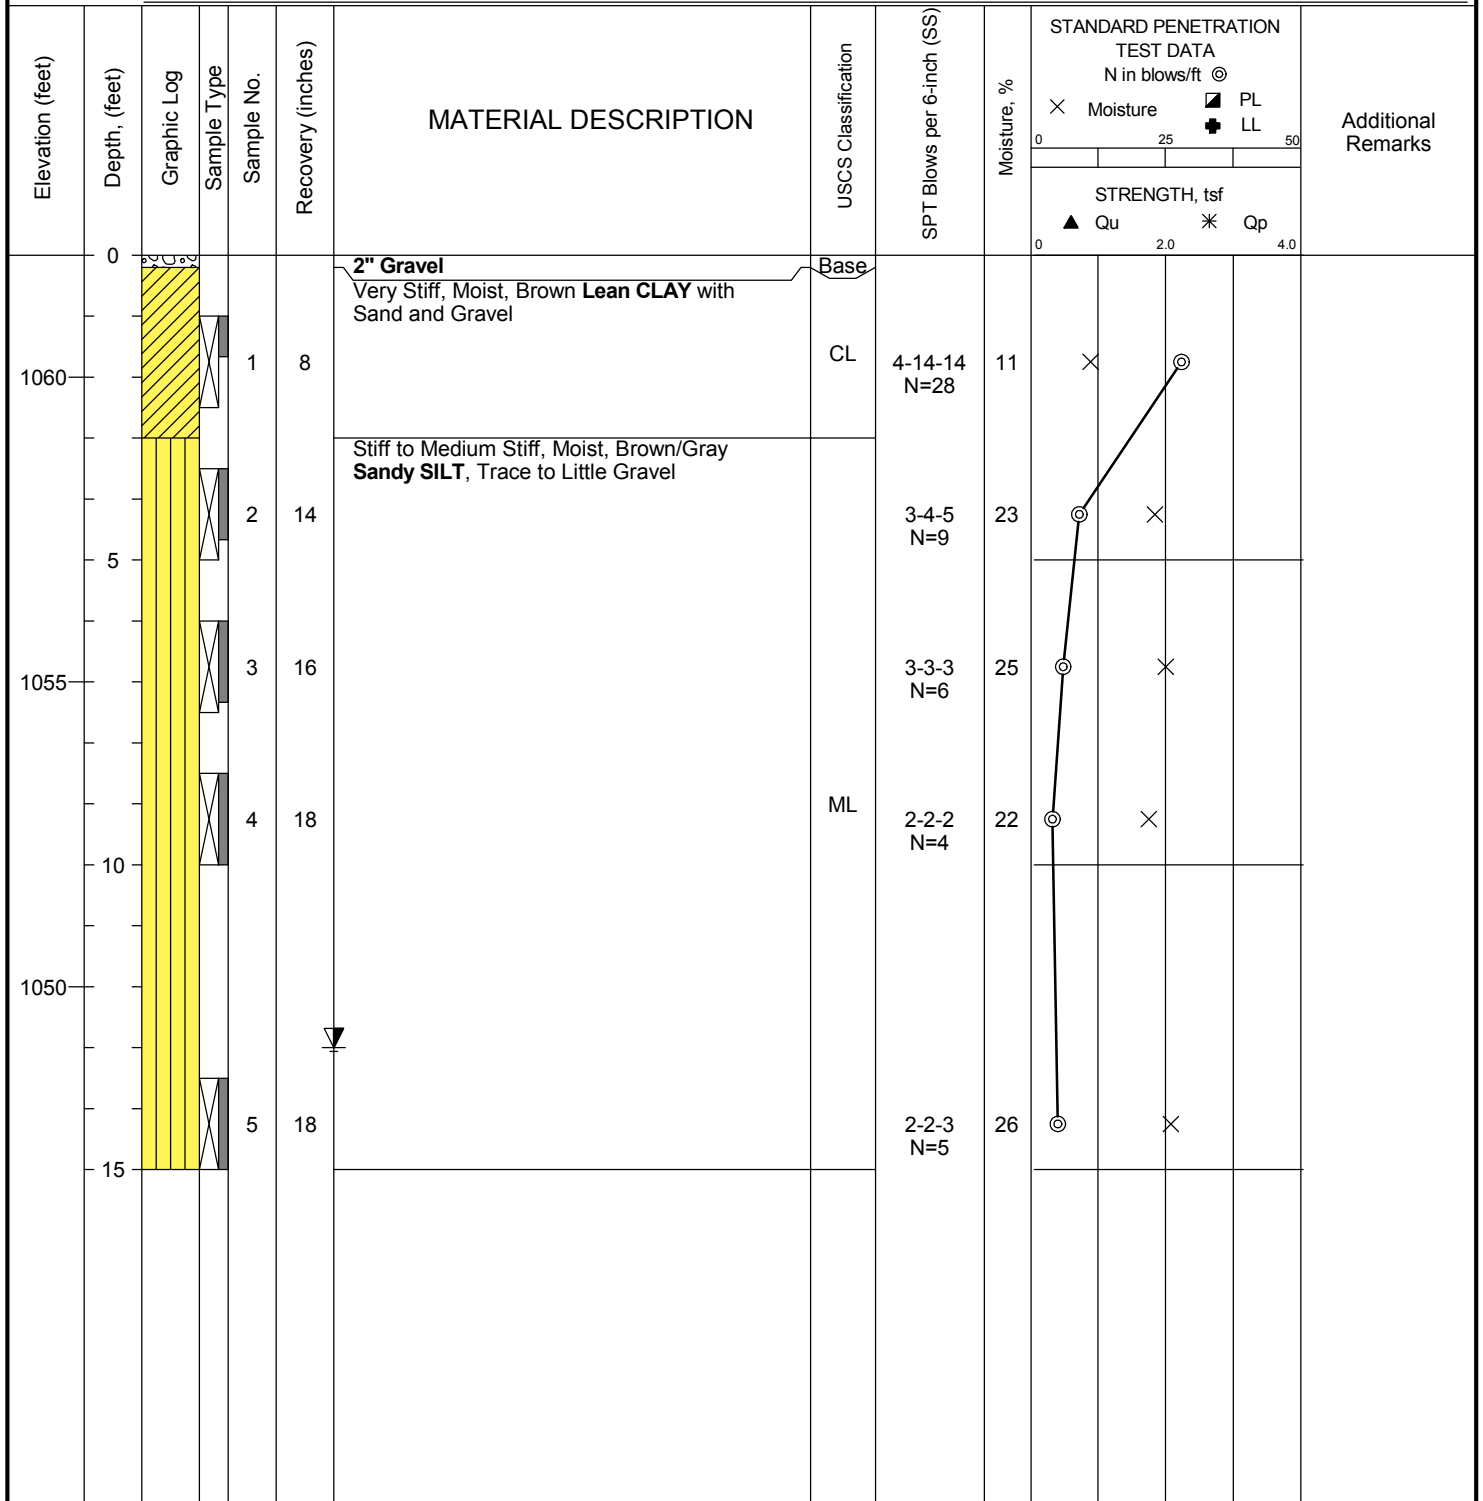 Elevation (feet)
Depth, (feet)
Graphic Log
Sample Type
Sample No.
Recovery (inches)
MATERIAL DESCRIPTION
USCS Classification
SPT Blows per 6-inch (SS)
Moisture, %
STANDARD PENETRATION
TEST DATA
N in blows/ft
Moisture
PL
LL
0 25 50
STRENGTH, tsf
Qu Qp
0 2.0 4.0
Additional
Remarks
0
2" Gravel
Base
Very Stiff, Moist, Brown Lean CLAY with
Sand and Gravel
1060
1
8
CL
4-14-14
N=28
11
Stiff to Medium Stiff, Moist, Brown/Gray
Sandy SILT, Trace to Little Gravel
2
14
3-4-5
N=9
23
5
1055
3
16
3-3-3
N=6
25
4
18
ML
2-2-2
N=4
22
10
1050
5
18
2-2-3
N=5
26
15